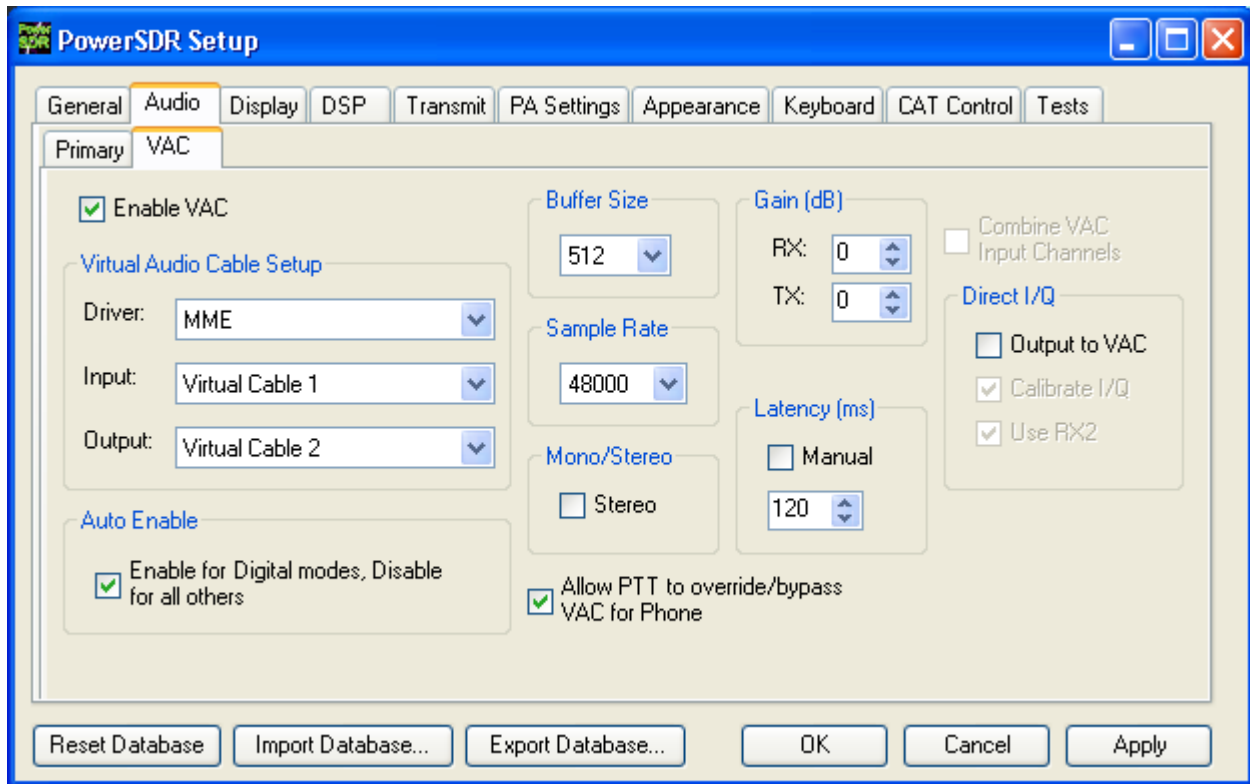 PowerSDR Setup
General Audio Display DSP Transmit PA Settings Appearance Keyboard CAT Control Tests
Primary VAC
Enable VAC
Virtual Audio Cable Setup
Driver: MME
Input: Virtual Cable 1
Output: Virtual Cable 2
Auto Enable
Enable for Digital modes, Disable
for all others
Buffer Size
512
Sample Rate
48000
Mono/Stereo
Stereo
Allow PTT to override/bypass
VAC for Phone
Gain (dB)
RX: 0
TX: 0
Latency (ms)
Manual
120
Combine VAC
Input Channels
Direct I/Q
Output to VAC
Calibrate I/Q
Use RX2
Reset Database Import Database... Export Database... OK Cancel Apply